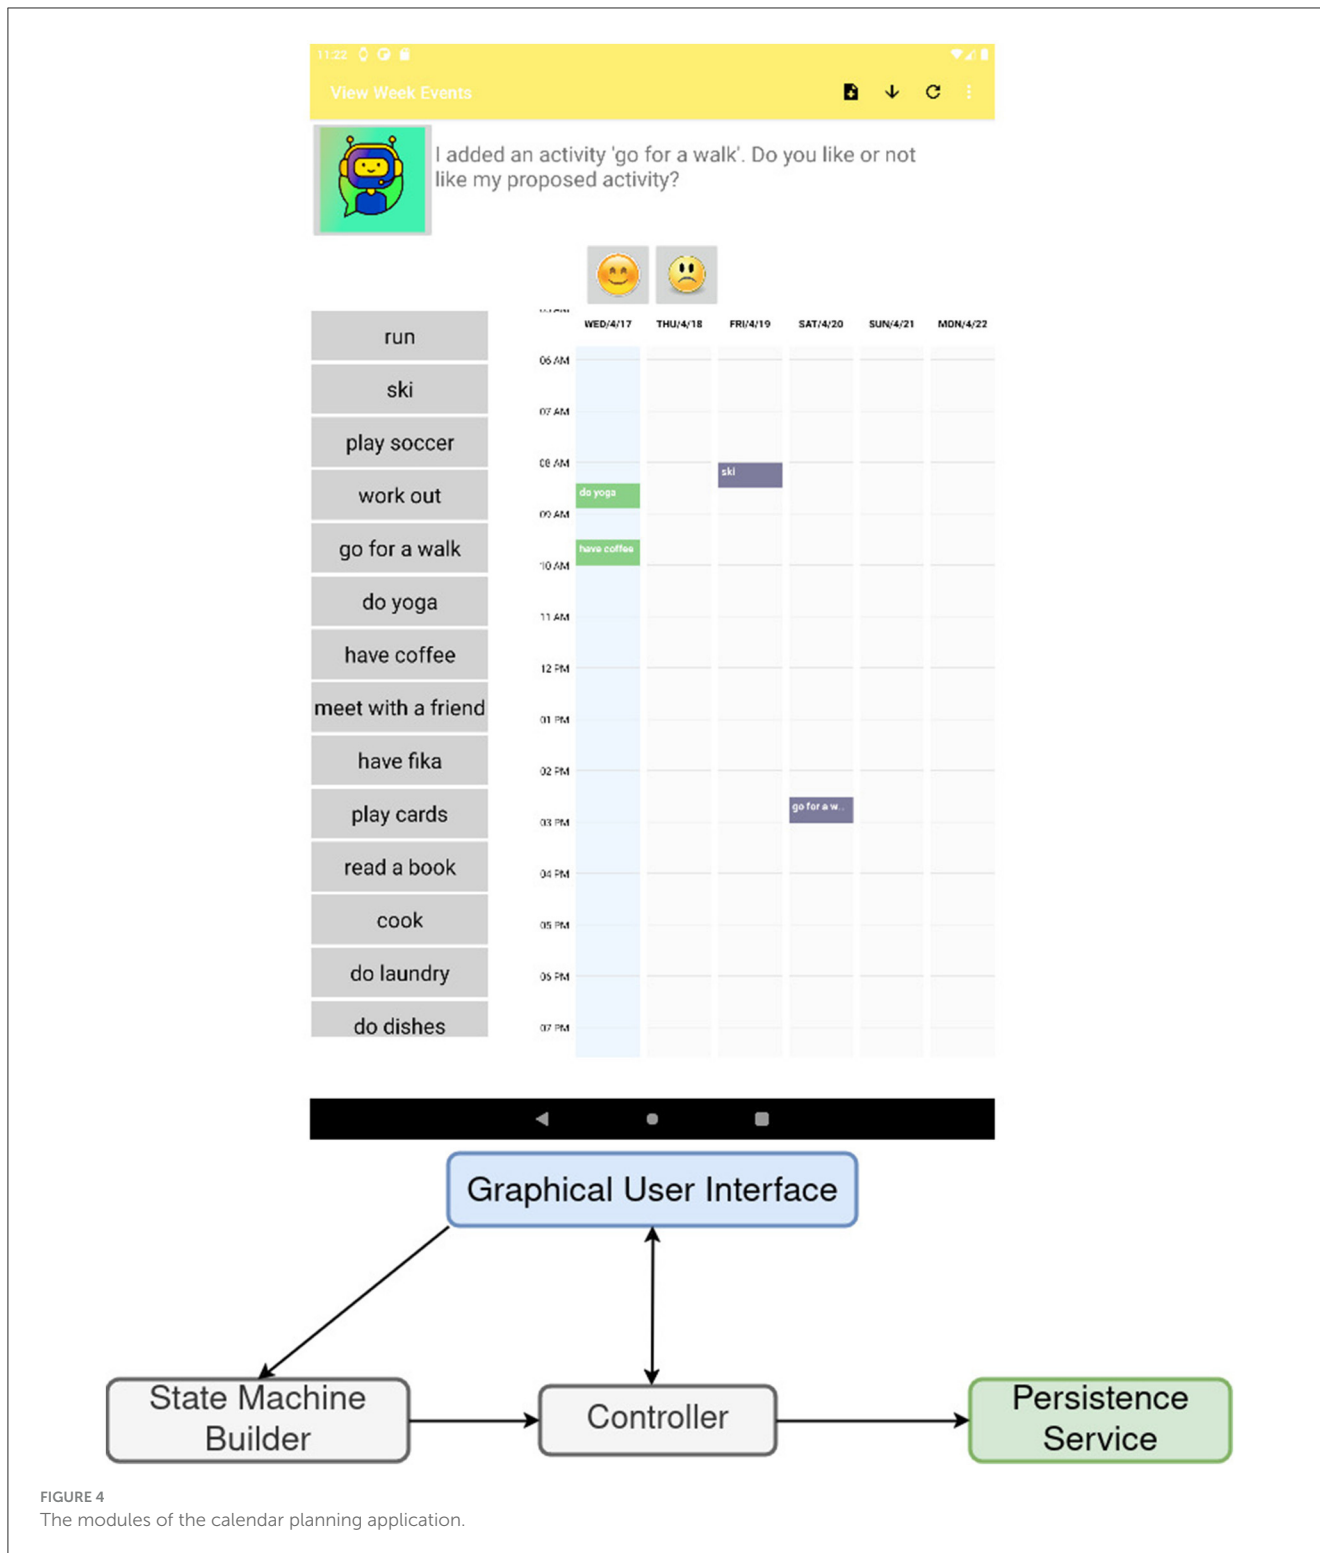 11:22
View Week Events
I added an activity 'go for a walk'. Do you like or not
like my proposed activity?
run
ski
play soccer
work out
go for a walk
do yoga
have coffee
meet with a friend
have fika
play cards
read a book
cook
do laundry
do dishes
WED/4/17 THU/4/18 FRI/4/19 SAT/4/20 SUN/4/21 MON/4/22
06 AM
07 AM
08 AM
ski
do yoga
09 AM
have coffee
10 AM
11 AM
12 PM
01 PM
02 PM
go for a w...
03 PM
04 PM
05 PM
06 PM
07 PM
Graphical User Interface
State Machine
Builder
Controller
Persistence
Service
FIGURE 4
The modules of the calendar planning application.